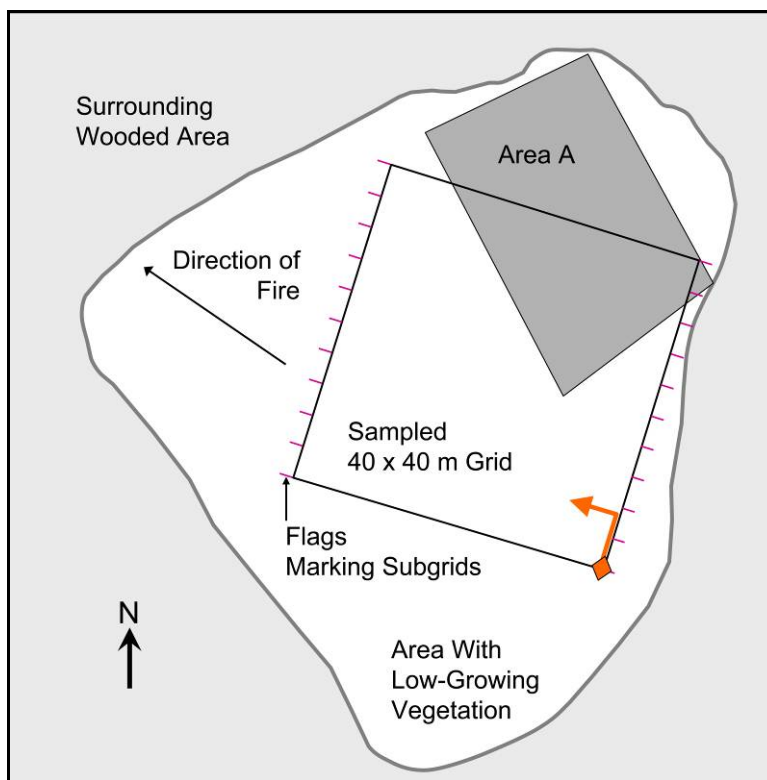 Surrounding
Wooded Area
Area A
Direction of
Fire
Sampled
40 x 40 m Grid
Flags
Marking Subgrids
N
Area With
Low-Growing
Vegetation